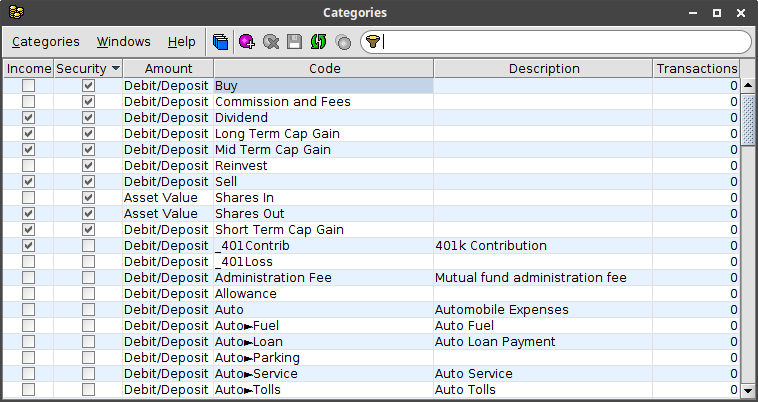 Categories
Categories Windows Help
Income Security Amount Code Description Transactions
Debit/Deposit Buy 0
Debit/Deposit Commission and Fees 0
Debit/Deposit Dividend 0
Debit/Deposit Long Term Cap Gain 0
Debit/Deposit Mid Term Cap Gain 0
Debit/Deposit Reinvest 0
Debit/Deposit Sell 0
Asset Value Shares In 0
Asset Value Shares Out 0
Debit/Deposit Short Term Cap Gain 0
Debit/Deposit _401Contrib 401k Contribution 0
Debit/Deposit _401Loss 0
Debit/Deposit Administration Fee Mutual fund administration fee 0
Debit/Deposit Allowance 0
Debit/Deposit Auto Automobile Expenses 0
Debit/Deposit Auto►Fuel Auto Fuel 0
Debit/Deposit Auto►Loan Auto Loan Payment 0
Debit/Deposit Auto►Parking 0
Debit/Deposit Auto►Service Auto Service 0
Debit/Deposit Auto►Tolls Auto Tolls 0